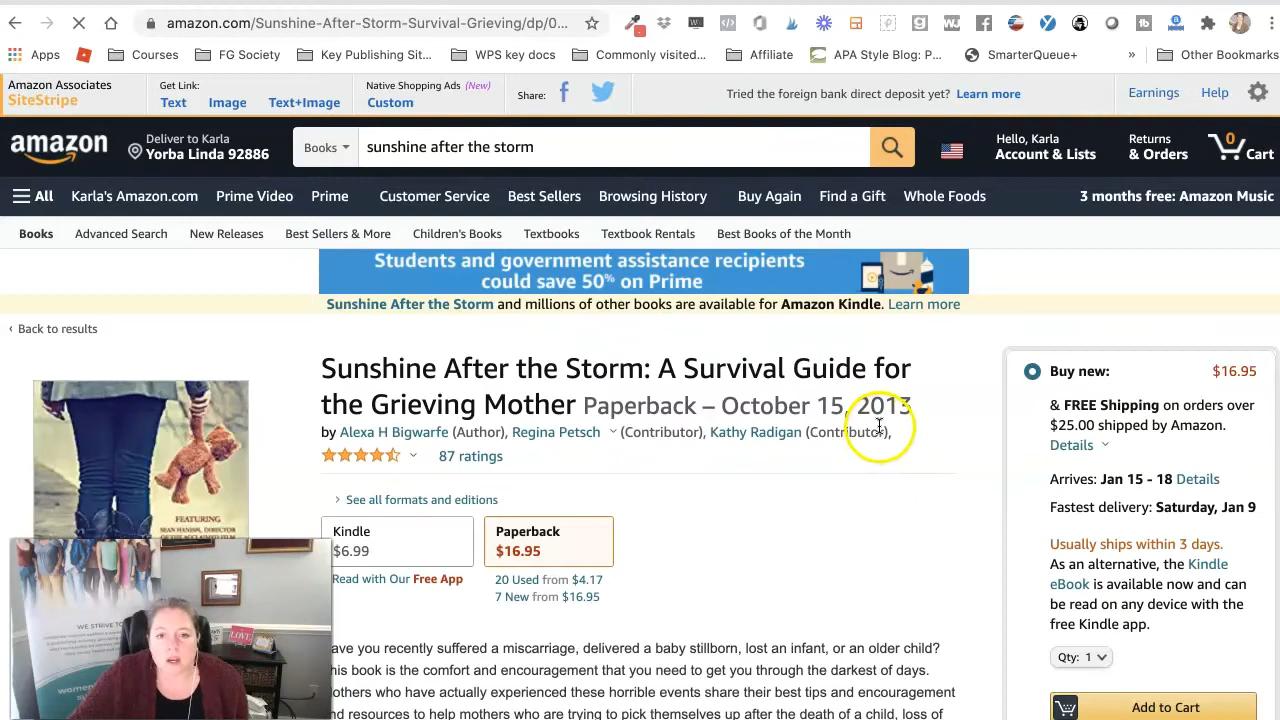 amazon.com/Sunshine-After-Storm-Survival-Grieving/dp/0...
Apps Courses FG Society Key Publishing Sit... WPS key docs Commonly visited... Affiliate APA Style Blog: P... SmarterQueue+ » Other Bookmarks
Amazon Associates
SiteStripe
Get Link:
Text Image Text+Image
Native Shopping Ads (New)
Custom
Share:
Tried the foreign bank direct deposit yet? Learn more
Earnings Help
amazon
Deliver to Karla
Yorba Linda 92886
Books
sunshine after the storm
Hello, Karla
Account & Lists
Returns
& Orders
0
Cart
All Karla's Amazon.com Prime Video Prime Customer Service Best Sellers Browsing History Buy Again Find a Gift Whole Foods 3 months free: Amazon Music
Books Advanced Search New Releases Best Sellers & More Children's Books Textbooks Textbook Rentals Best Books of the Month
Students and government assistance recipients
could save 50% on Prime
Sunshine After the Storm and millions of other books are available for Amazon Kindle. Learn more
‹ Back to results
Sunshine After the Storm: A Survival Guide for
the Grieving Mother Paperback – October 15, 2013
by Alexa H Bigwarfe (Author), Regina Petsch (Contributor), Kathy Radigan (Contributor),
87 ratings
› See all formats and editions
Kindle
$6.99
Read with Our Free App
Paperback
$16.95
20 Used from $4.17
7 New from $16.95
ave you recently suffered a miscarriage, delivered a baby stillborn, lost an infant, or an older child?
his book is the comfort and encouragement that you need to get you through the darkest of days.
others who have actually experienced these horrible events share their best tips and encouragement
nd resources to help mothers who are trying to pick themselves up after the death of a child, loss of
Buy new: $16.95
& FREE Shipping on orders over
$25.00 shipped by Amazon.
Details
Arrives: Jan 15 - 18 Details
Fastest delivery: Saturday, Jan 9
Usually ships within 3 days.
As an alternative, the Kindle
eBook is available now and can
be read on any device with the
free Kindle app.
Qty: 1
Add to Cart
FEATURING
SEAN HANISH, DIRECTOR
WE STRIVE TO
LOVE